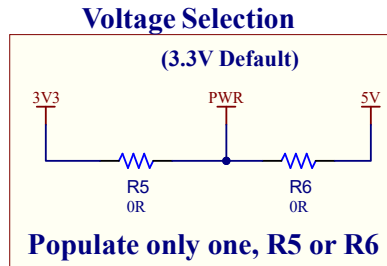 Voltage Selection
(3.3V Default)
3V3 PWR 5V
R5 R6
0R 0R
Populate only one, R5 or R6